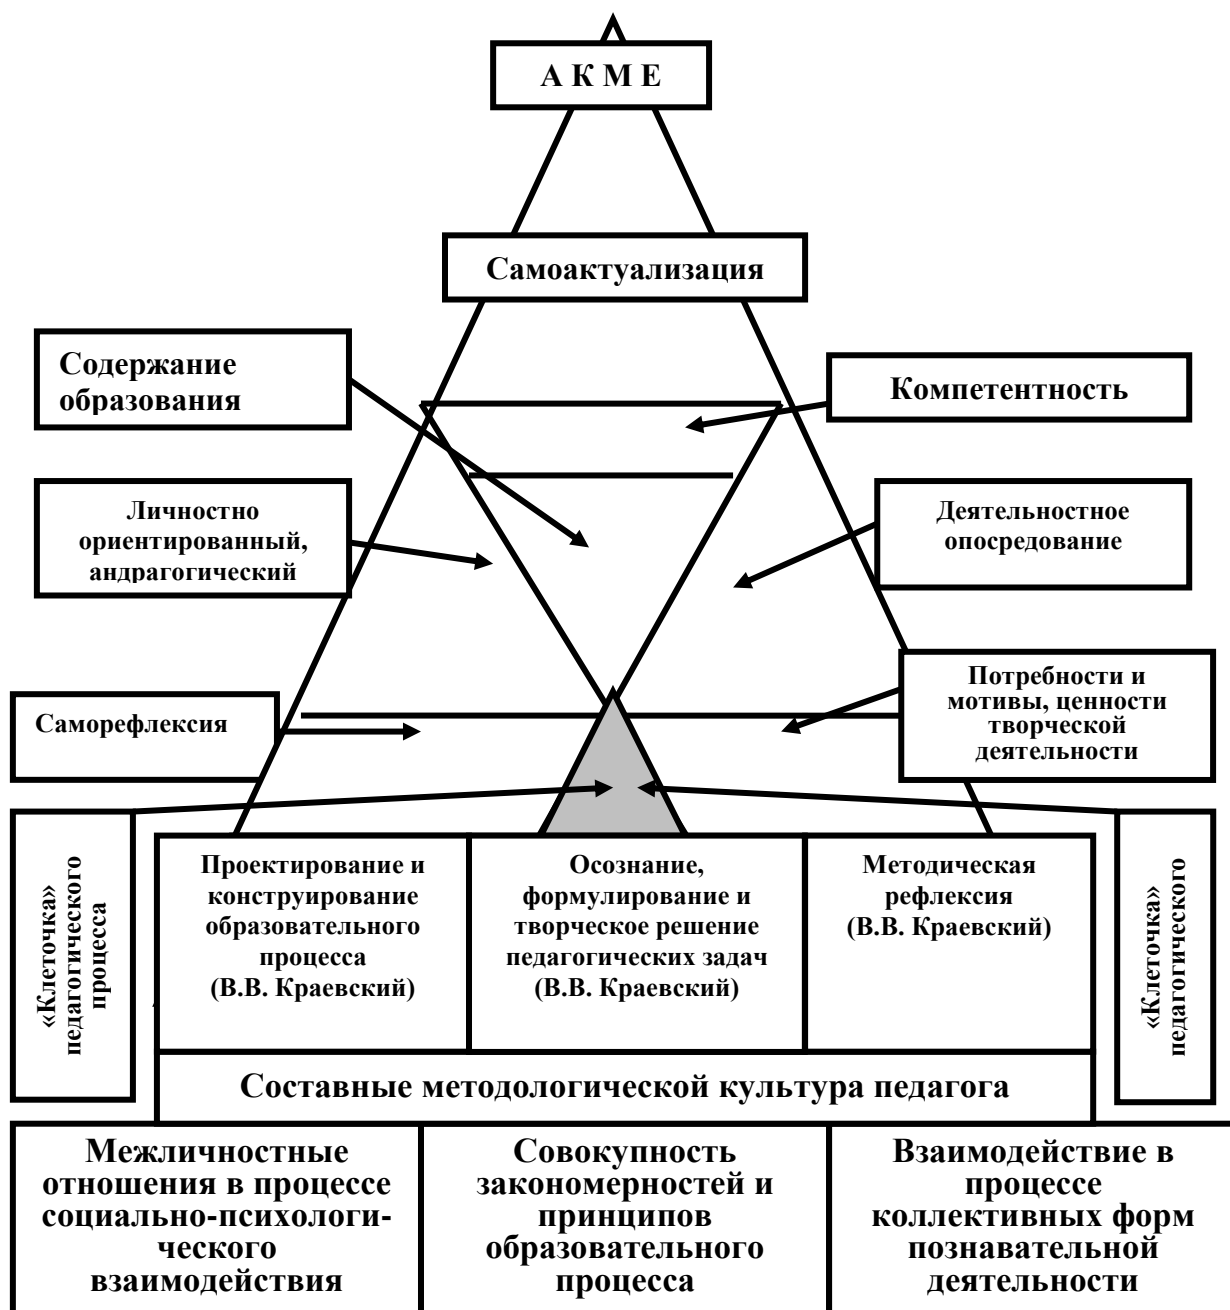 А К М Е
Самоактуализация
Содержание
образования
Компетентность
Личностно
ориентированный,
андрагогический
Деятельностное
опосредование
Потребности и
мотивы, ценности
творческой
деятельности
Саморефлексия
«Клеточка»
педагогического
процесса
Проектирование и
конструирование
образовательного
процесса
(В.В. Краевский)
Осознание,
формулирование и
творческое решение
педагогических задач
(В.В. Краевский)
Методическая
рефлексия
(В.В. Краевский)
«Клеточка»
педагогического
Составные методологической культура педагога
Межличностные
отношения в процессе
социально-психологи-
ческого
взаимодействия
Совокупность
закономерностей и
принципов
образовательного
процесса
Взаимодействие в
процессе
коллективных форм
познавательной
деятельности